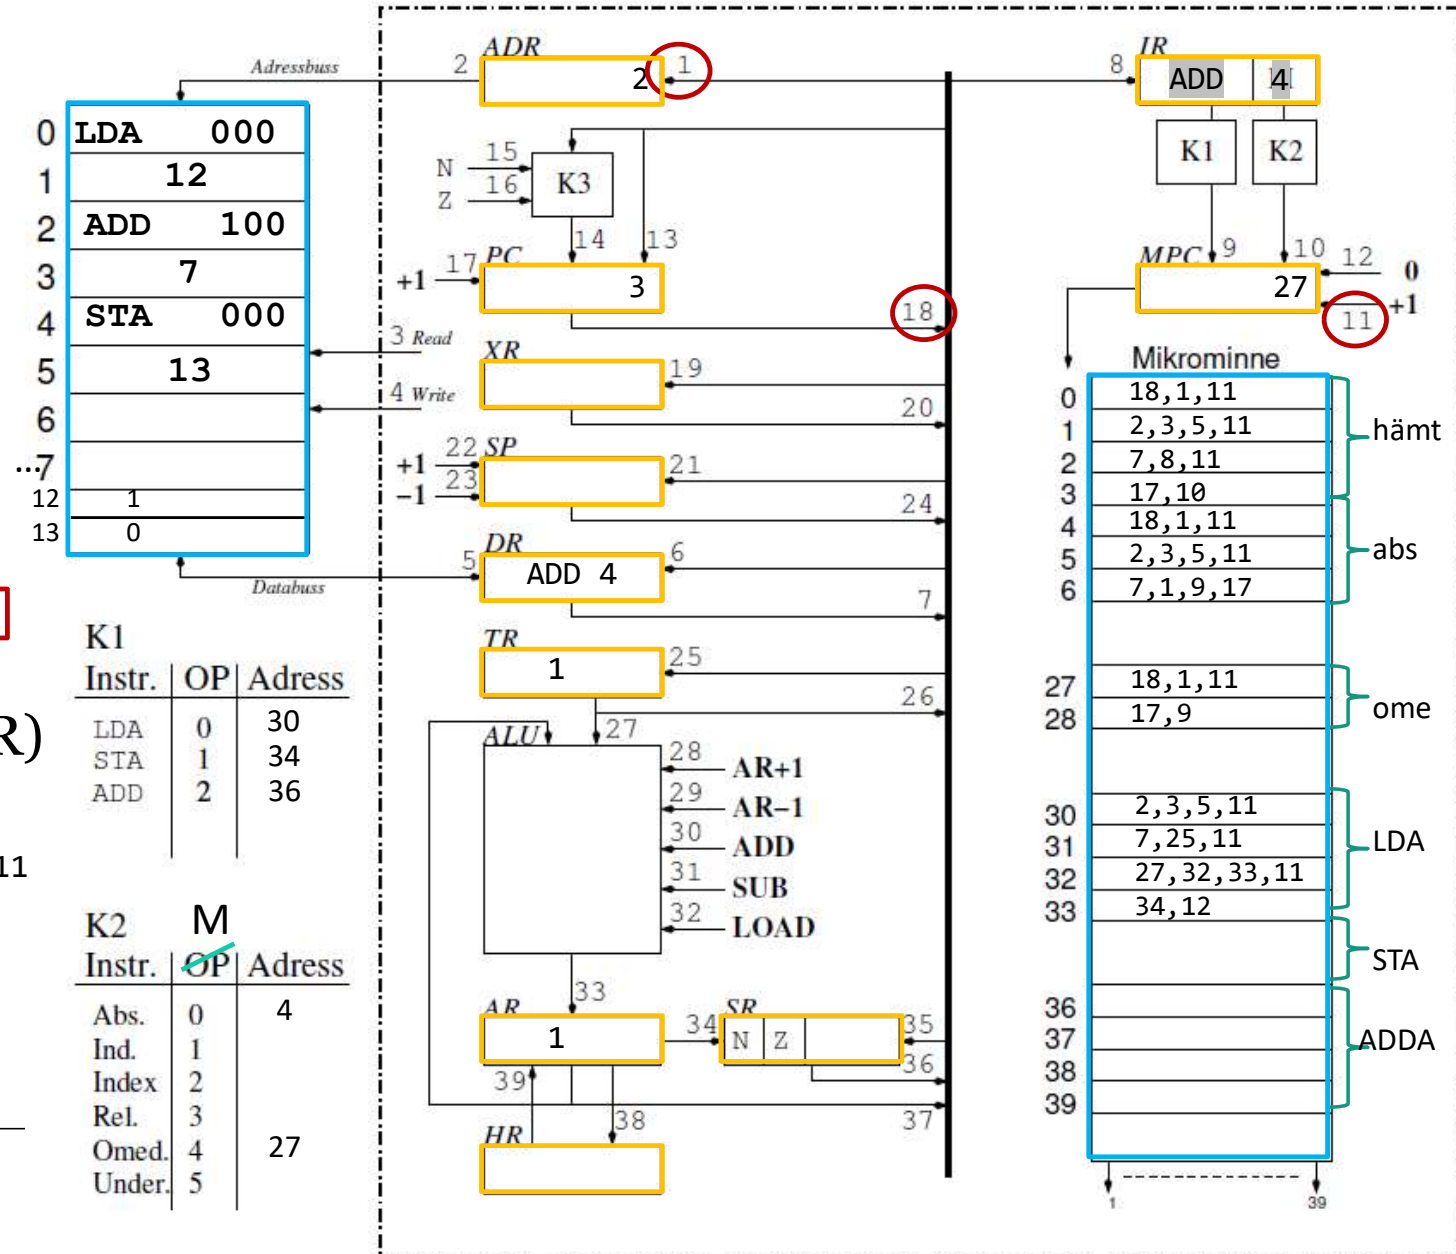 Adressbuss
0 LDA 000
1 12
2 ADD 100
3 7
4 STA 000
5 13
6
...7
12 1
13 0
Databuss
R)
11
K1
Instr. OP Adress
LDA 0 30
STA 1 34
ADD 2 36
K2 M
Instr. OP Adress
Abs. 0 4
Ind. 1
Index 2
Rel. 3
Omed. 4 27
Under. 5
ADR
2 2 1
N 15
Z 16
K3
14 13
PC
+1 17 3
18
3 Read
4 Write
XR
19
20
SP
+1 22 21
-1 23
24
DR
5 ADD 4 6
7
TR
1 25
26
ALU 27
28 AR+1
29 AR-1
30 ADD
31 SUB
32 LOAD
33
AR
1 34
SR
N Z 35
36
39 38 37
HR
IR
8 ADD 4
K1 K2
9 10
MPC
27 12 0
11 +1
Mikrominne
0 18,1,11
1 2,3,5,11 hämt
2 7,8,11
3 17,10
4 18,1,11
5 2,3,5,11 abs
6 7,1,9,17
27 18,1,11
28 17,9 ome
30 2,3,5,11
31 7,25,11 LDA
32 27,32,33,11
33 34,12
STA
36
37 ADDA
38
39
1 39